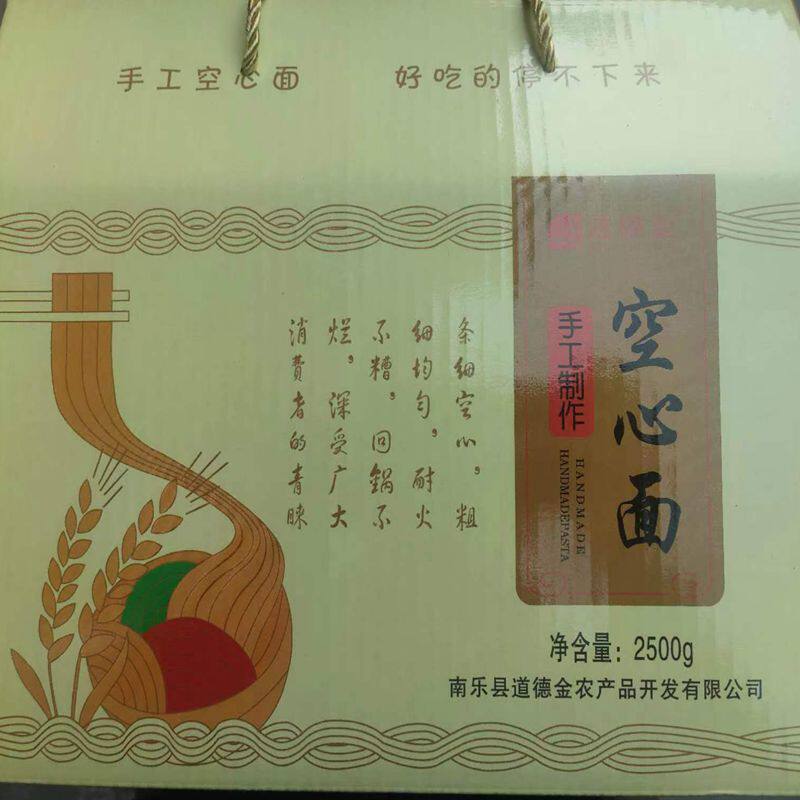 手工空心面 好吃的停不下来
条细空心，粗
细均匀，耐火
不糟。回锅不
烂。深受广大
消费者的青睐
空心面
手工制作
HANDMADE
HANDMADEPASTA
净含量：2500g
南乐县道德金农产品开发有限公司